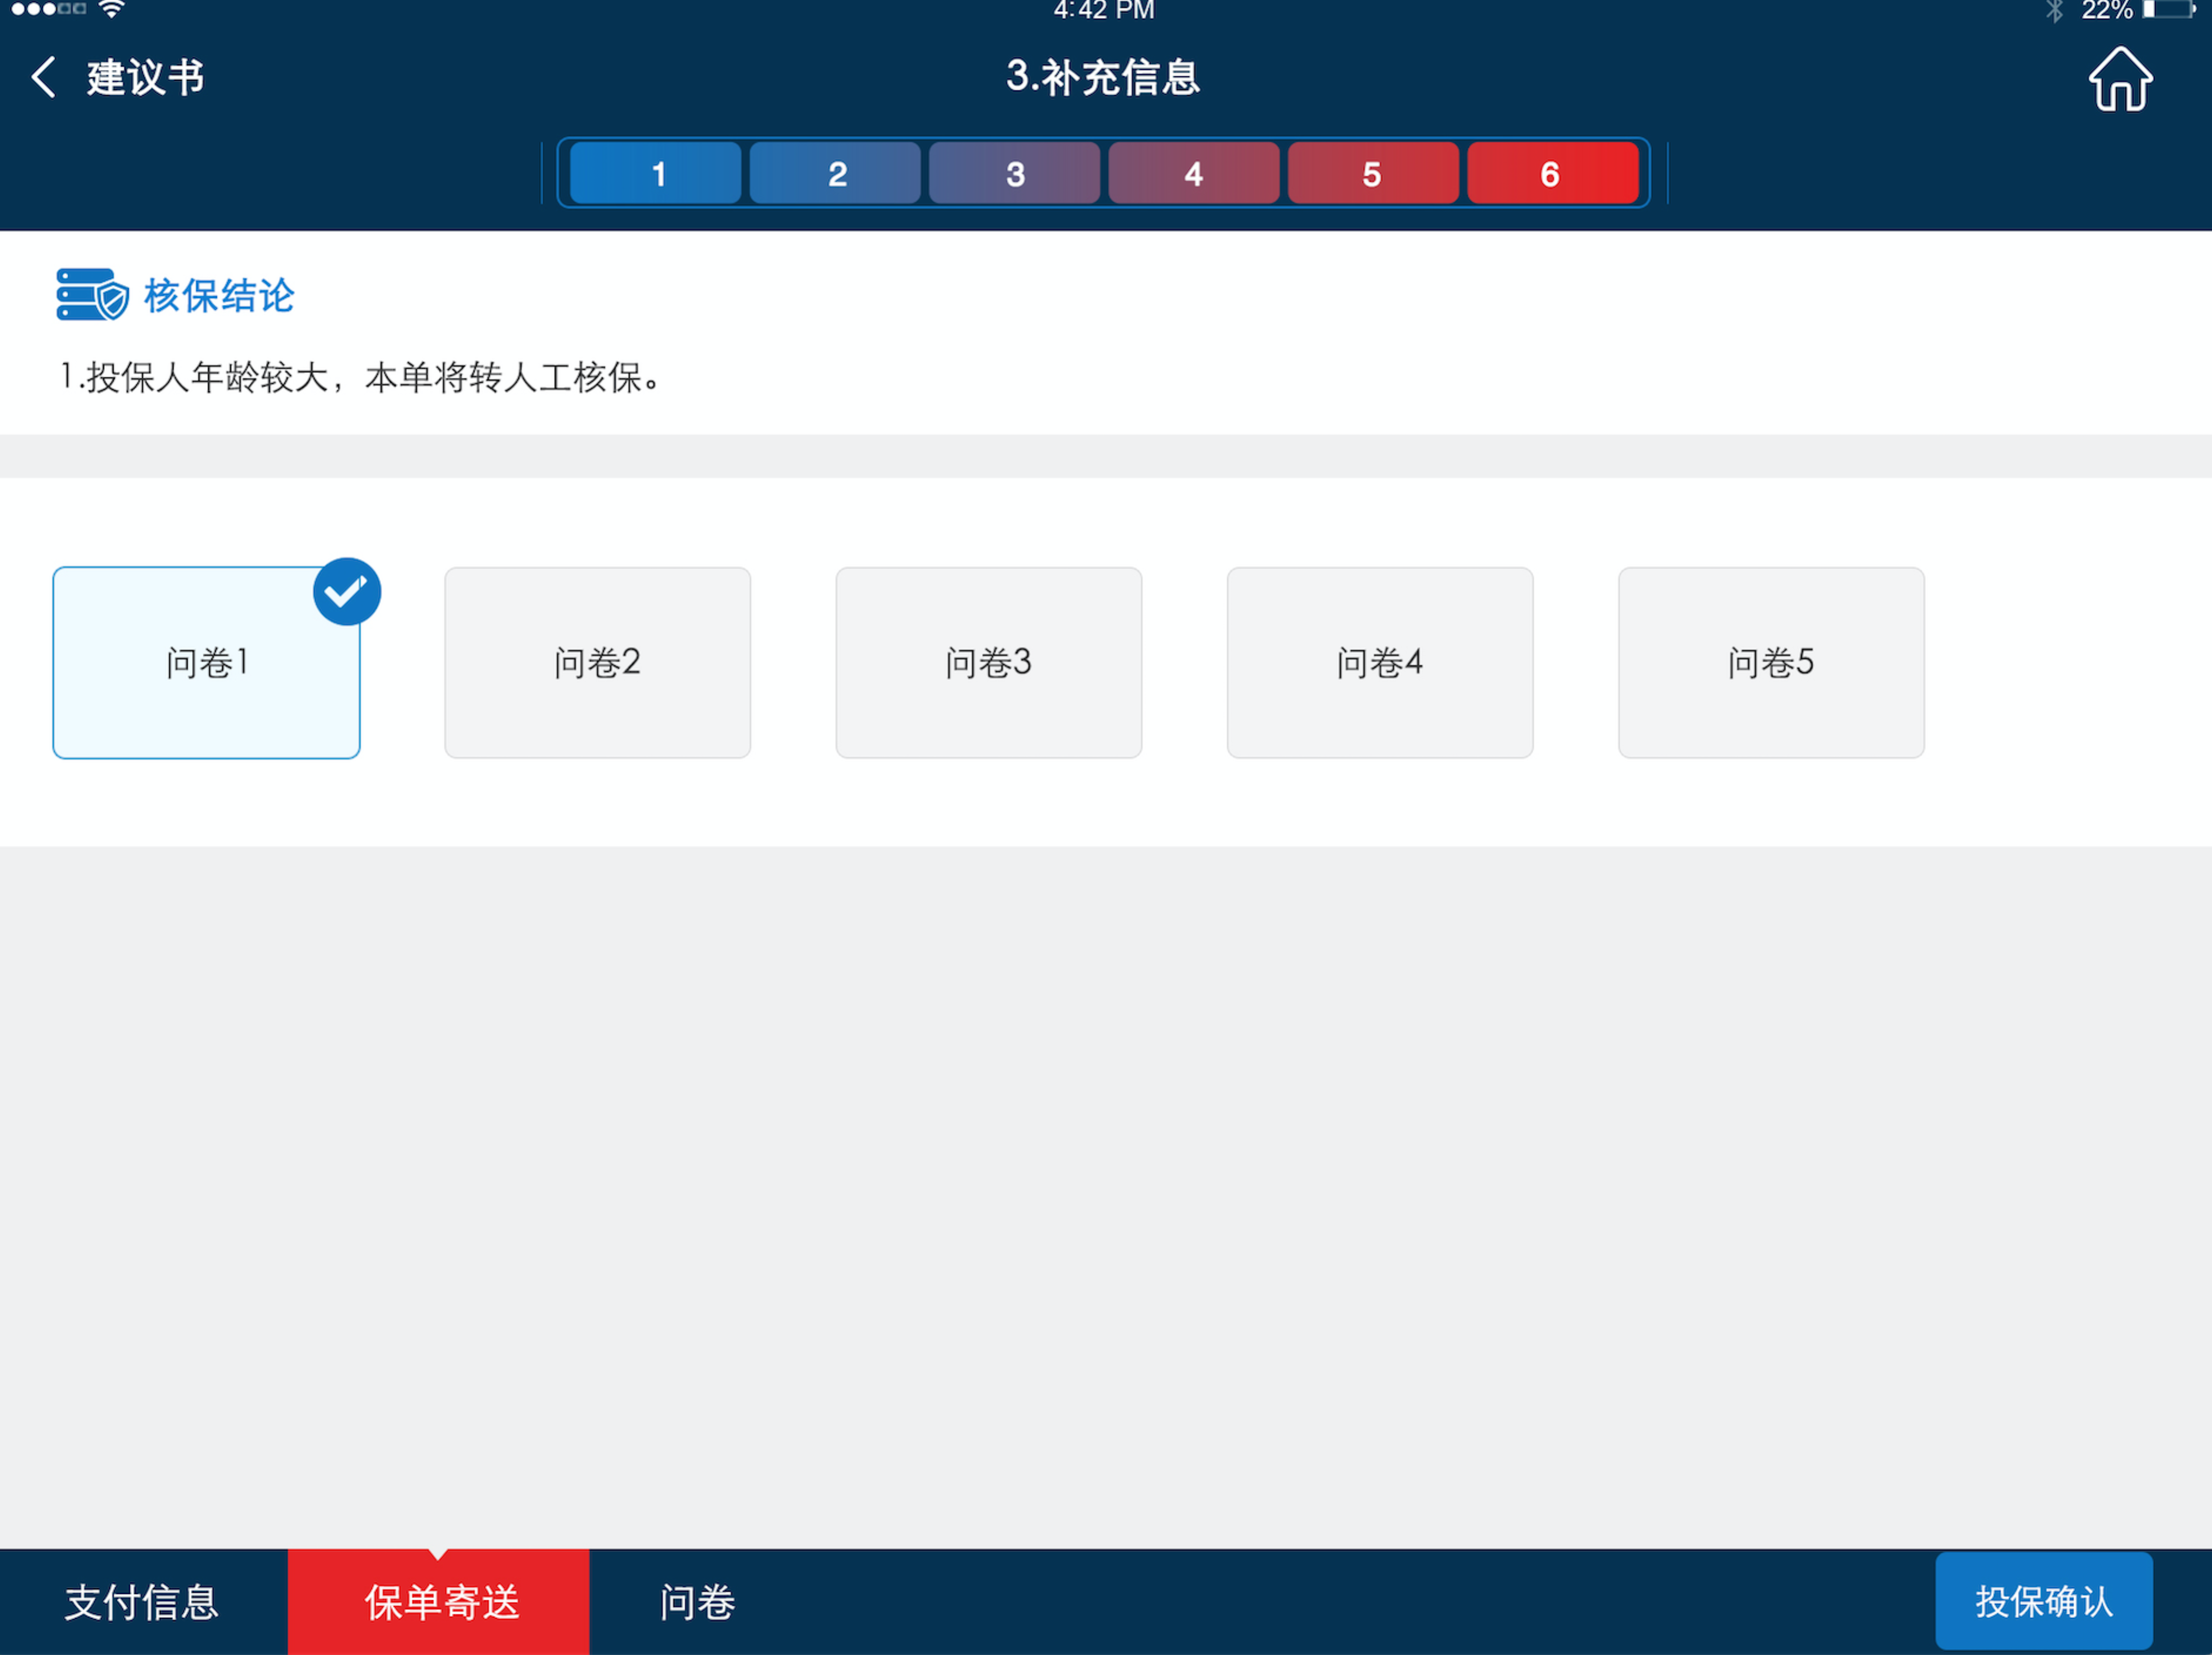 4:42 PM
22%
建议书
3.补充信息
1 2 3 4 5 6
核保结论
1.投保人年龄较大，本单将转人工核保。
问卷1 问卷2 问卷3 问卷4 问卷5
支付信息 保单寄送 问卷 投保确认